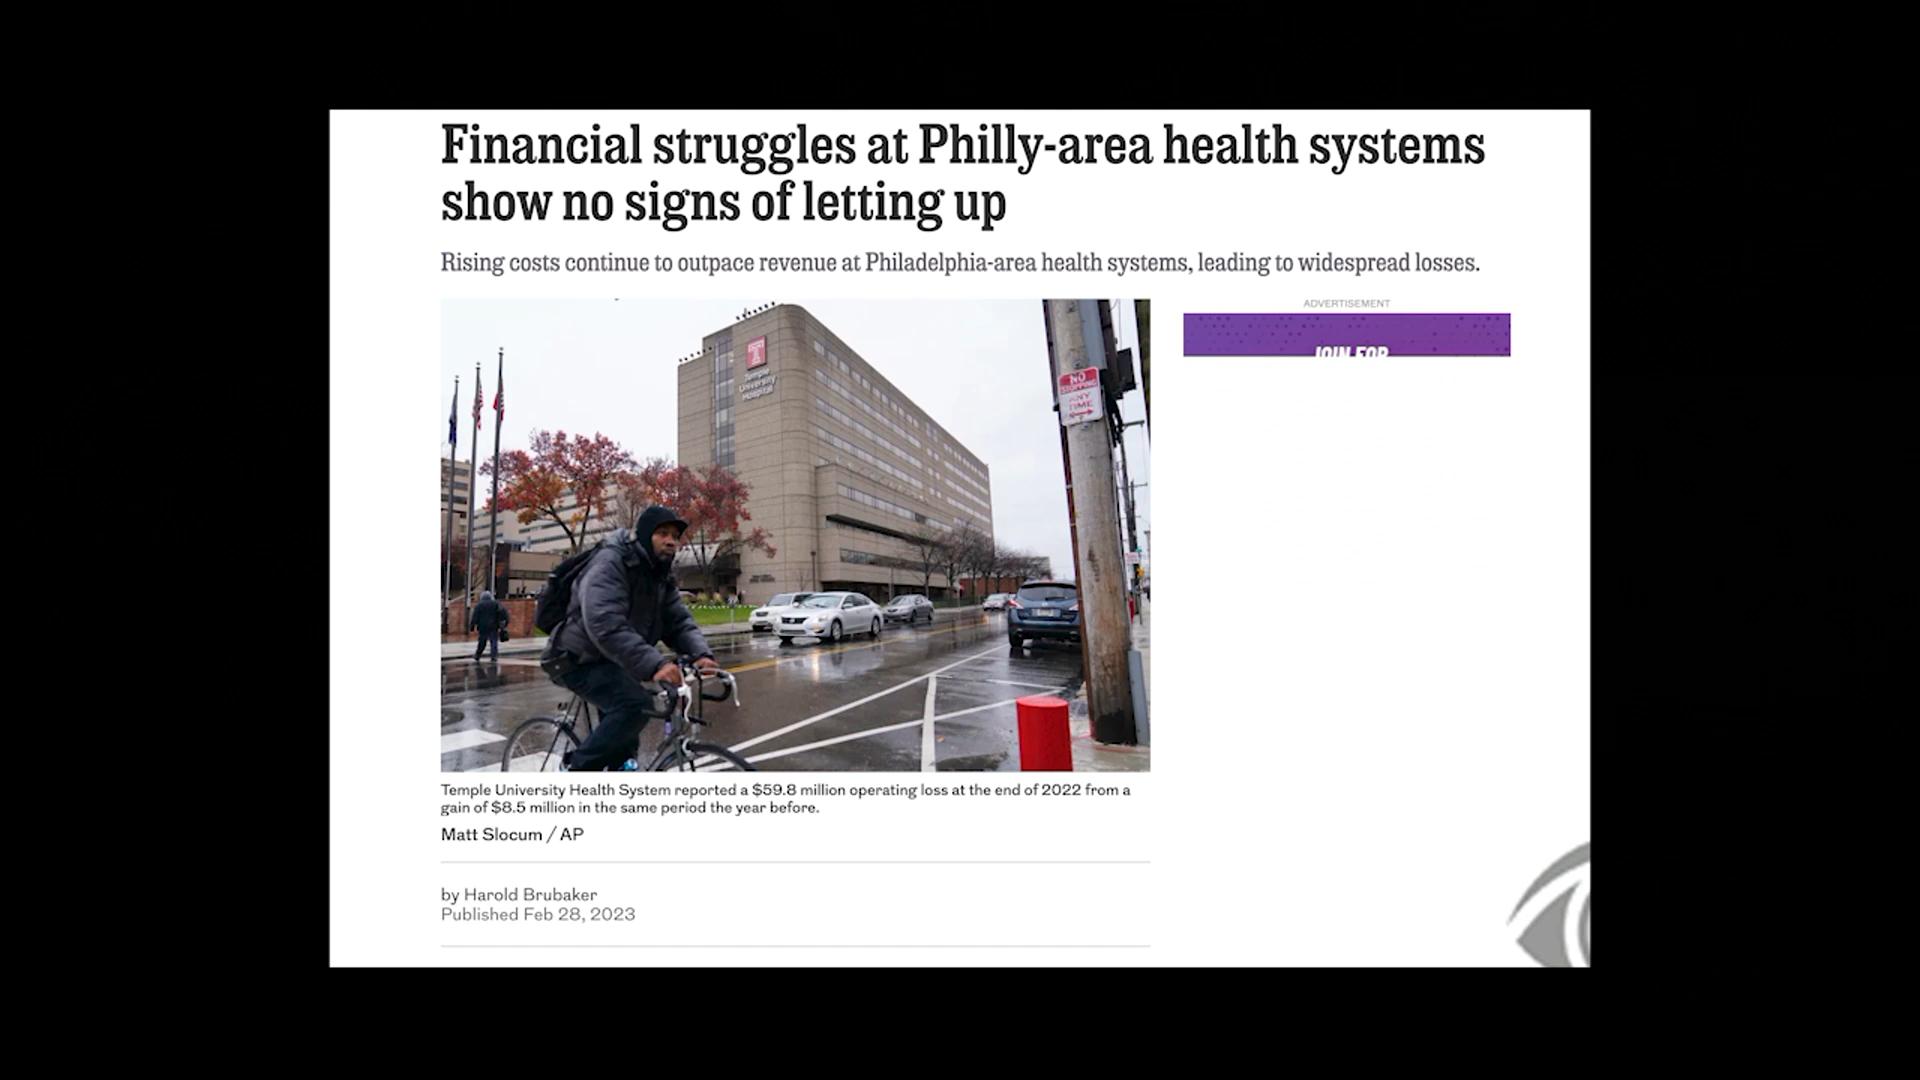 Financial struggles at Philly-area health systems
show no signs of letting up
Rising costs continue to outpace revenue at Philadelphia-area health systems, leading to widespread losses.
ADVERTISEMENT
JOIN FOR
Temple
University
Hospital
NO
STOPPING
ANY
TIME
Temple University Health System reported a $59.8 million operating loss at the end of 2022 from a
gain of $8.5 million in the same period the year before.
Matt Slocum / AP
by Harold Brubaker
Published Feb 28, 2023